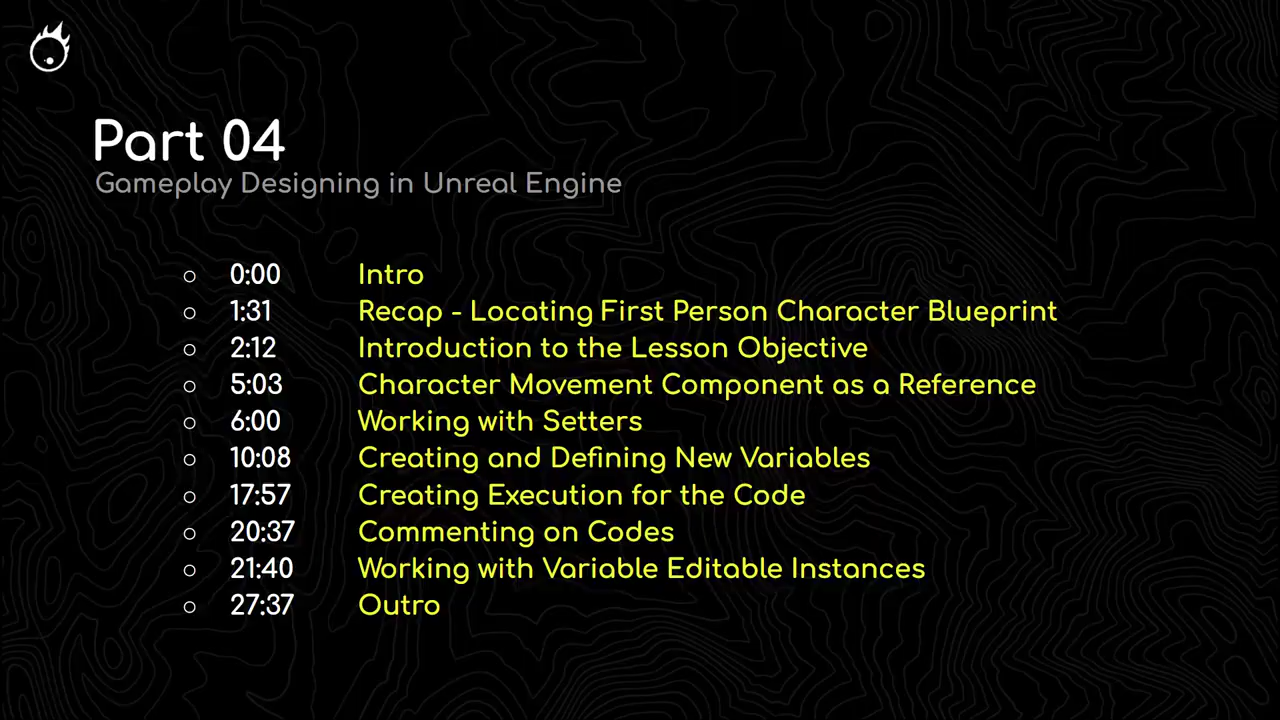 Part 04
Gameplay Designing in Unreal Engine
0:00 Intro
1:31 Recap - Locating First Person Character Blueprint
2:12 Introduction to the Lesson Objective
5:03 Character Movement Component as a Reference
6:00 Working with Setters
10:08 Creating and Defining New Variables
17:57 Creating Execution for the Code
20:37 Commenting on Codes
21:40 Working with Variable Editable Instances
27:37 Outro